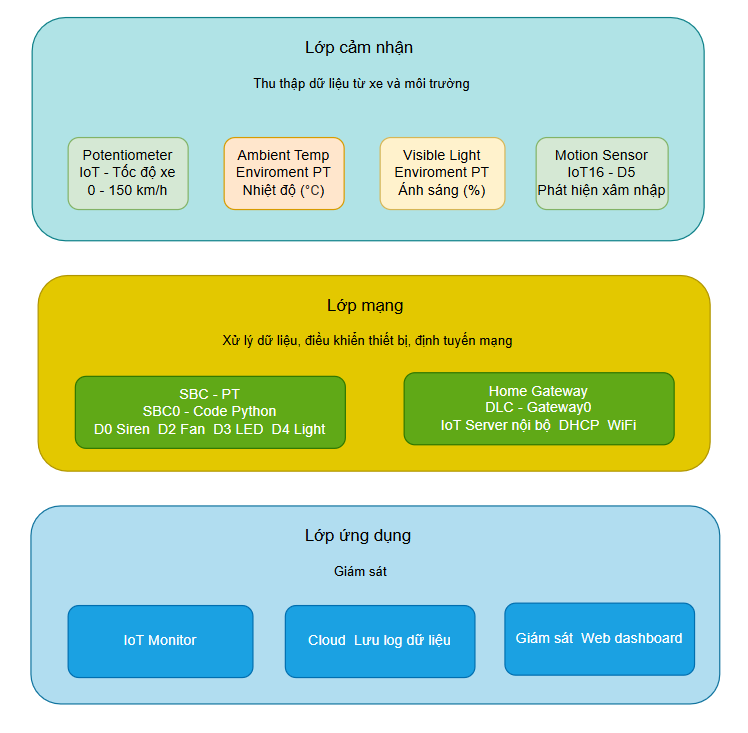 Lớp cảm nhận
Thu thập dữ liệu từ xe và môi trường
Potentiometer
IoT - Tốc độ xe
0 - 150 km/h
Ambient Temp
Enviroment PT
Nhiệt độ (°C)
Visible Light
Enviroment PT
Ánh sáng (%)
Motion Sensor
IoT16 - D5
Phát hiện xâm nhập
Lớp mạng
Xử lý dữ liệu, điều khiển thiết bị, định tuyến mạng
SBC - PT
SBC0 - Code Python
D0 Siren D2 Fan D3 LED D4 Light
Home Gateway
DLC - Gateway0
IoT Server nội bộ DHCP WiFi
Lớp ứng dụng
Giám sát
IoT Monitor
Cloud Lưu log dữ liệu
Giám sát Web dashboard